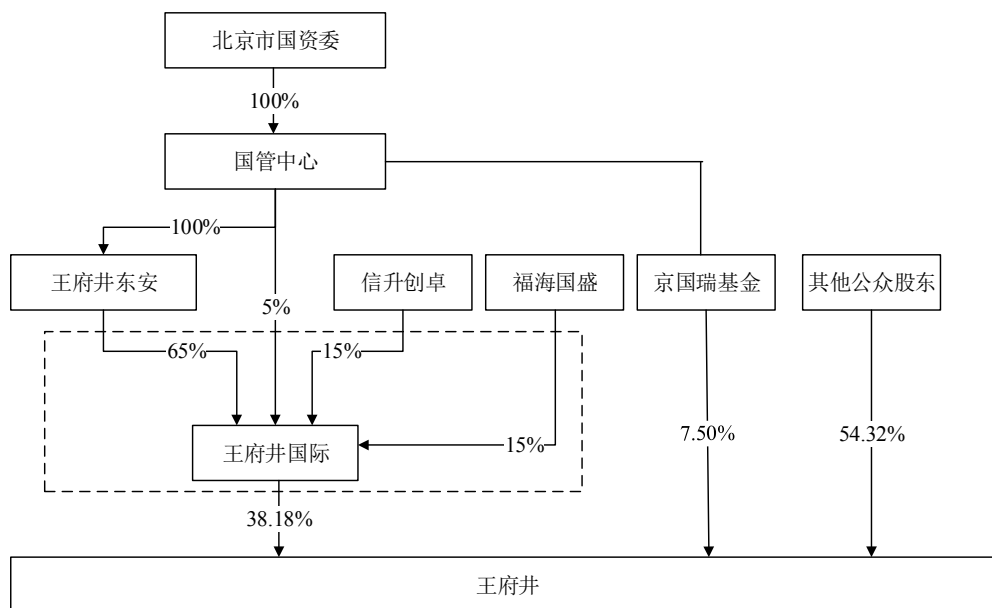 北京市国资委
100%
国管中心
100%
王府井东安
信升创卓
福海国盛
京国瑞基金
其他公众股东
5%
65%
15%
王府井国际
15%
7.50%
54.32%
38.18%
王府井